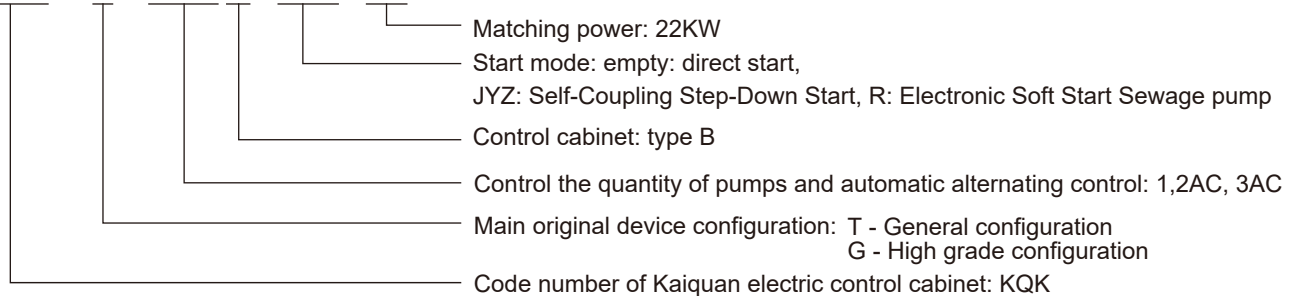 Matching power: 22KW
Start mode: empty: direct start,
JYZ: Self-Coupling Step-Down Start, R: Electronic Soft Start Sewage pump
Control cabinet: type B
Control the quantity of pumps and automatic alternating control: 1,2AC, 3AC
Main original device configuration: T - General configuration
G - High grade configuration
Code number of Kaiquan electric control cabinet: KQK